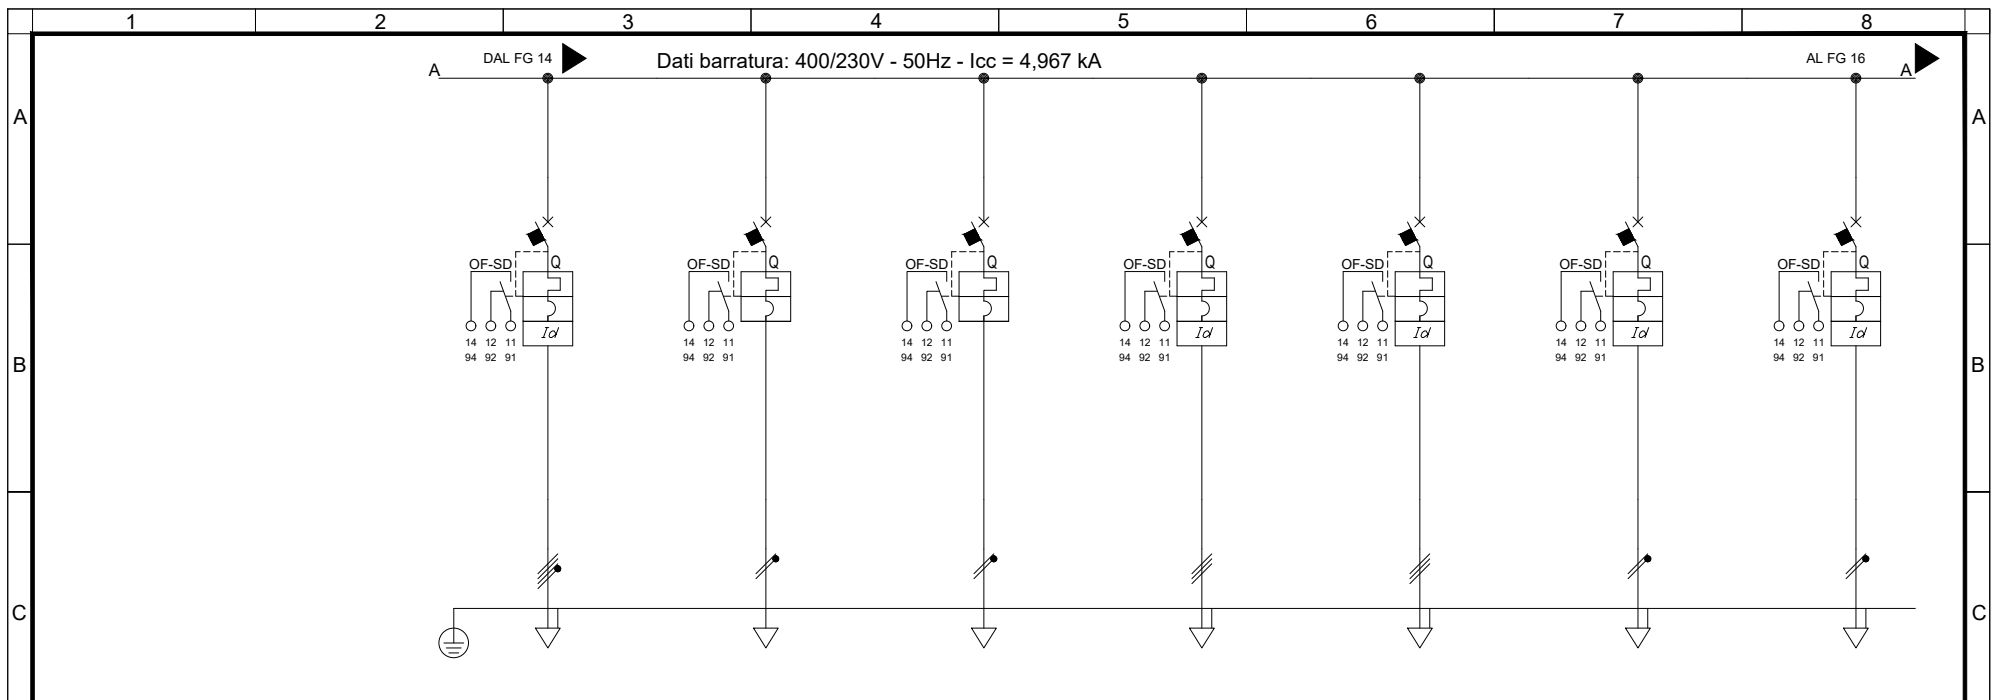 1 2 3 4 5 6 7 8
DAL FG 14 Dati barratura: 400/230V - 50Hz - Icc = 4,967 kA AL FG 16
A A
A A
OF-SD Q OF-SD Q OF-SD Q OF-SD Q OF-SD Q OF-SD Q OF-SD Q
Id Id Id Id Id
14 12 11 14 12 11 14 12 11 14 12 11 14 12 11 14 12 11 14 12 11
94 92 91 94 92 91 94 92 91 94 92 91 94 92 91 94 92 91 94 92 91
B B
C C